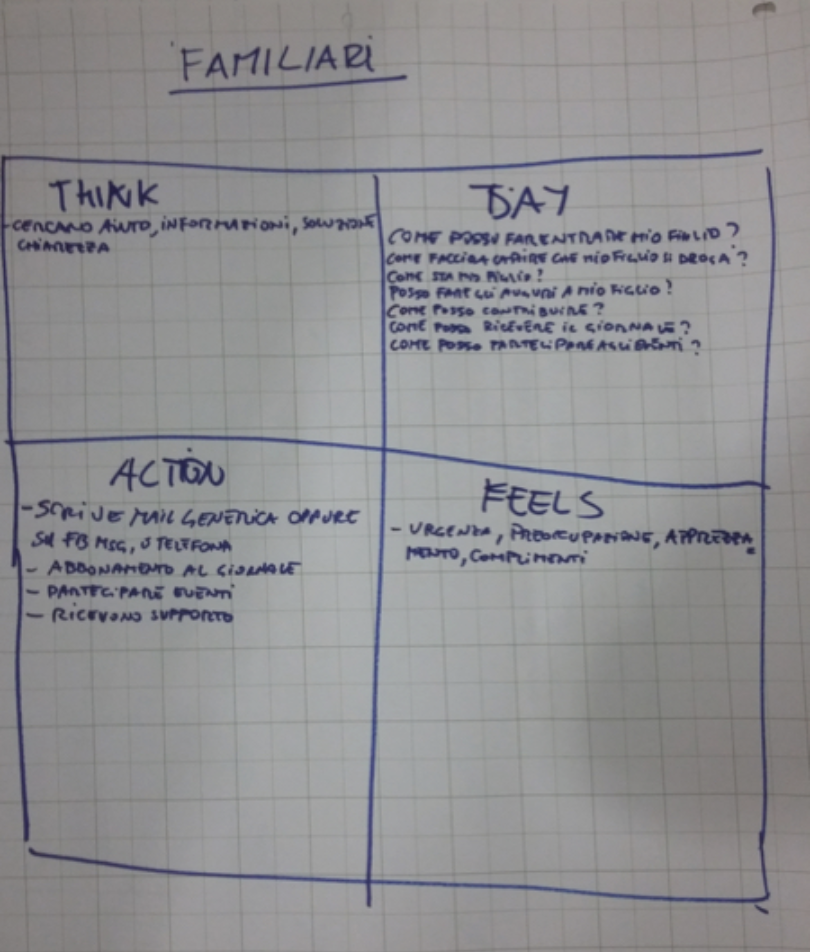 FAMILIARI
THINK
- CERCANO AIUTO, INFORMAZIONI, SOLUZIONE
CHIAREZZA
SAY
COME POSSO FAR ENTRARE MIO FIGLIO?
COME FACCIO A CAPIRE CHE MIO FIGLIO SI DROGA?
COME STA MIO FIGLIO?
POSSO FARE GLI AUGURI A MIO FIGLIO?
COME POSSO CONTRIBUIRE?
COME POSSO RICEVERE IL GIORNALE?
COME POSSO PARTECIPARE AGLI EVENTI?
ACTION
- SCRIVE MAIL GENERICA OPPURE
SU FB MSG, O TELEFONA
- ABBONAMENTO AL GIORNALE
- PARTECIPARE EVENTI
- RICEVONO SUPPORTO
FEELS
- URGENZA, PREOCCUPAZIONE, APPREZZA
MENTO, COMPLIMENTI